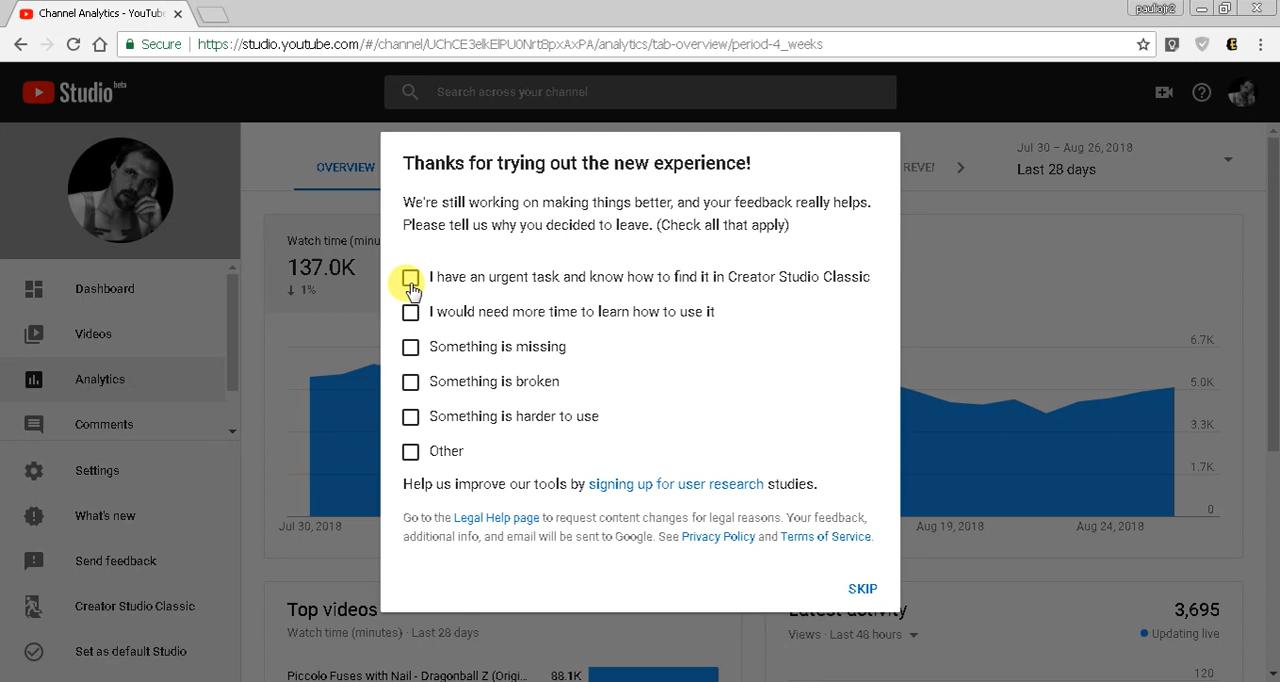 Channel Analytics - YouTub
pauliojr2
Secure
https://studio.youtube.com/#/channel/UChCE3elkElPU0Nrt8pxAxPA/analytics/tab-overview/period-4_weeks
Studio beta
Search across your channel
OVERVIEW
REVE
Jul 30 – Aug 26, 2018
Last 28 days
Dashboard
Videos
Analytics
Comments
Settings
What's new
Send feedback
Creator Studio Classic
Set as default Studio
Watch time (minu
137.0K
↓ 1%
Thanks for trying out the new experience!
We're still working on making things better, and your feedback really helps.
Please tell us why you decided to leave. (Check all that apply)
I have an urgent task and know how to find it in Creator Studio Classic
I would need more time to learn how to use it
Something is missing
Something is broken
Something is harder to use
Other
Help us improve our tools by signing up for user research studies.
Go to the Legal Help page to request content changes for legal reasons. Your feedback,
additional info, and email will be sent to Google. See Privacy Policy and Terms of Service.
SKIP
6.7K
5.0K
3.3K
1.7K
0
Jul 30, 2018
Aug 19, 2018
Aug 24, 2018
Top videos
Watch time (minutes) · Last 28 days
Piccolo Fuses with Nail - Dragonball Z (Origi...
88.1K
Latest activity
3,695
Views · Last 48 hours
Updating live
120